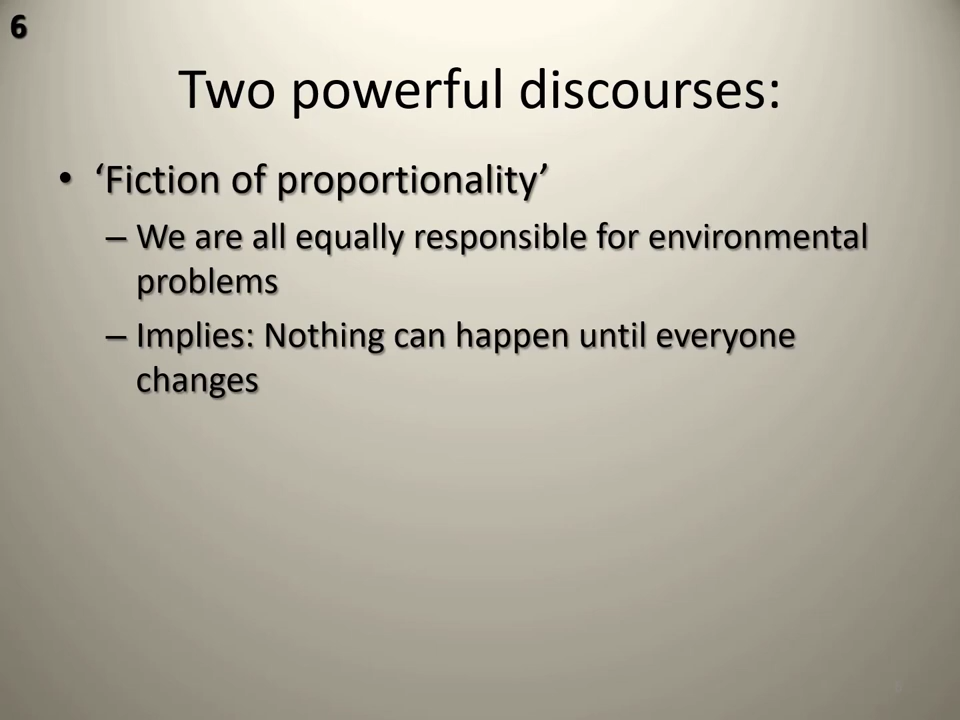 6
Two powerful discourses:
• ‘Fiction of proportionality’
– We are all equally responsible for environmental
problems
– Implies: Nothing can happen until everyone
changes